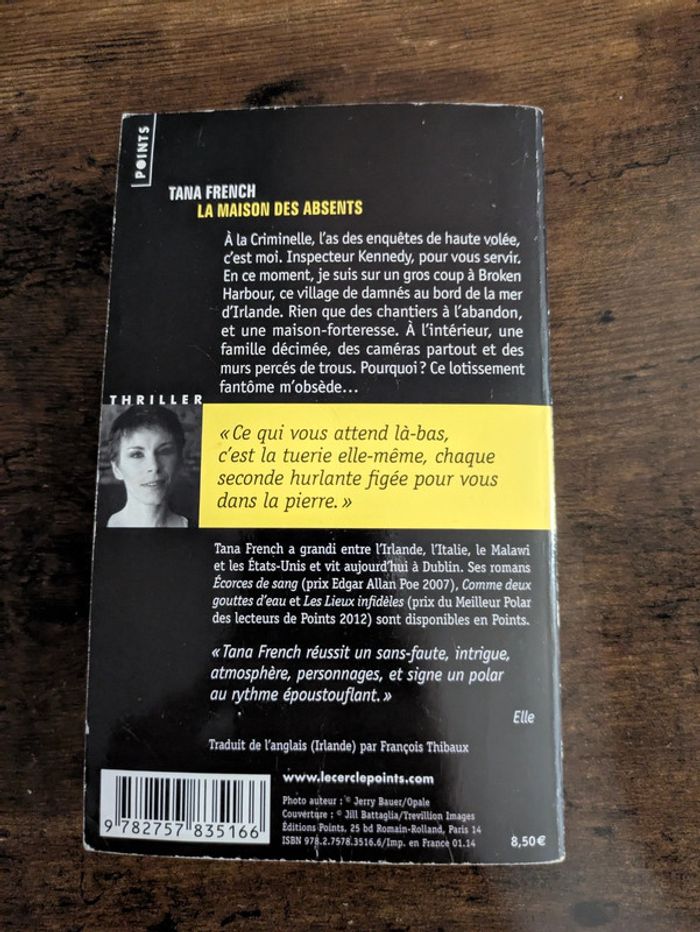 POINTS
TANA FRENCH
LA MAISON DES ABSENTS
À la Criminelle, l'as des enquêtes de haute volée,
c'est moi. Inspecteur Kennedy, pour vous servir.
En ce moment, je suis sur un gros coup à Broken
Harbour, ce village de damnés au bord de la mer
d'Irlande. Rien que des chantiers à l'abandon,
et une maison-forteresse. À l'intérieur, une
famille décimée, des caméras partout et des
murs percés de trous. Pourquoi ? Ce lotissement
fantôme m'obsède…
THRILLER
« Ce qui vous attend là-bas,
c'est la tuerie elle-même, chaque
seconde hurlante figée pour vous
dans la pierre. »
Tana French a grandi entre l'Irlande, l'Italie, le Malawi
et les États-Unis et vit aujourd'hui à Dublin. Ses romans
Écorces de sang (prix Edgar Allan Poe 2007), Comme deux
gouttes d'eau et Les Lieux infidèles (prix du Meilleur Polar
des lecteurs de Points 2012) sont disponibles en Points.
« Tana French réussit un sans-faute, intrigue,
atmosphère, personnages, et signe un polar
au rythme époustouflant. »
Elle
Traduit de l'anglais (Irlande) par François Thibaux
www.lecerclepoints.com
Photo auteur : © Jerry Bauer/Opale
Couverture : © Jill Battaglia/Trevillion Images
Éditions Points, 25 bd Romain-Rolland, Paris 14
ISBN 978.2.7578.3516.6/Imp. en France 01.14
8,50 €
9 782757 835166